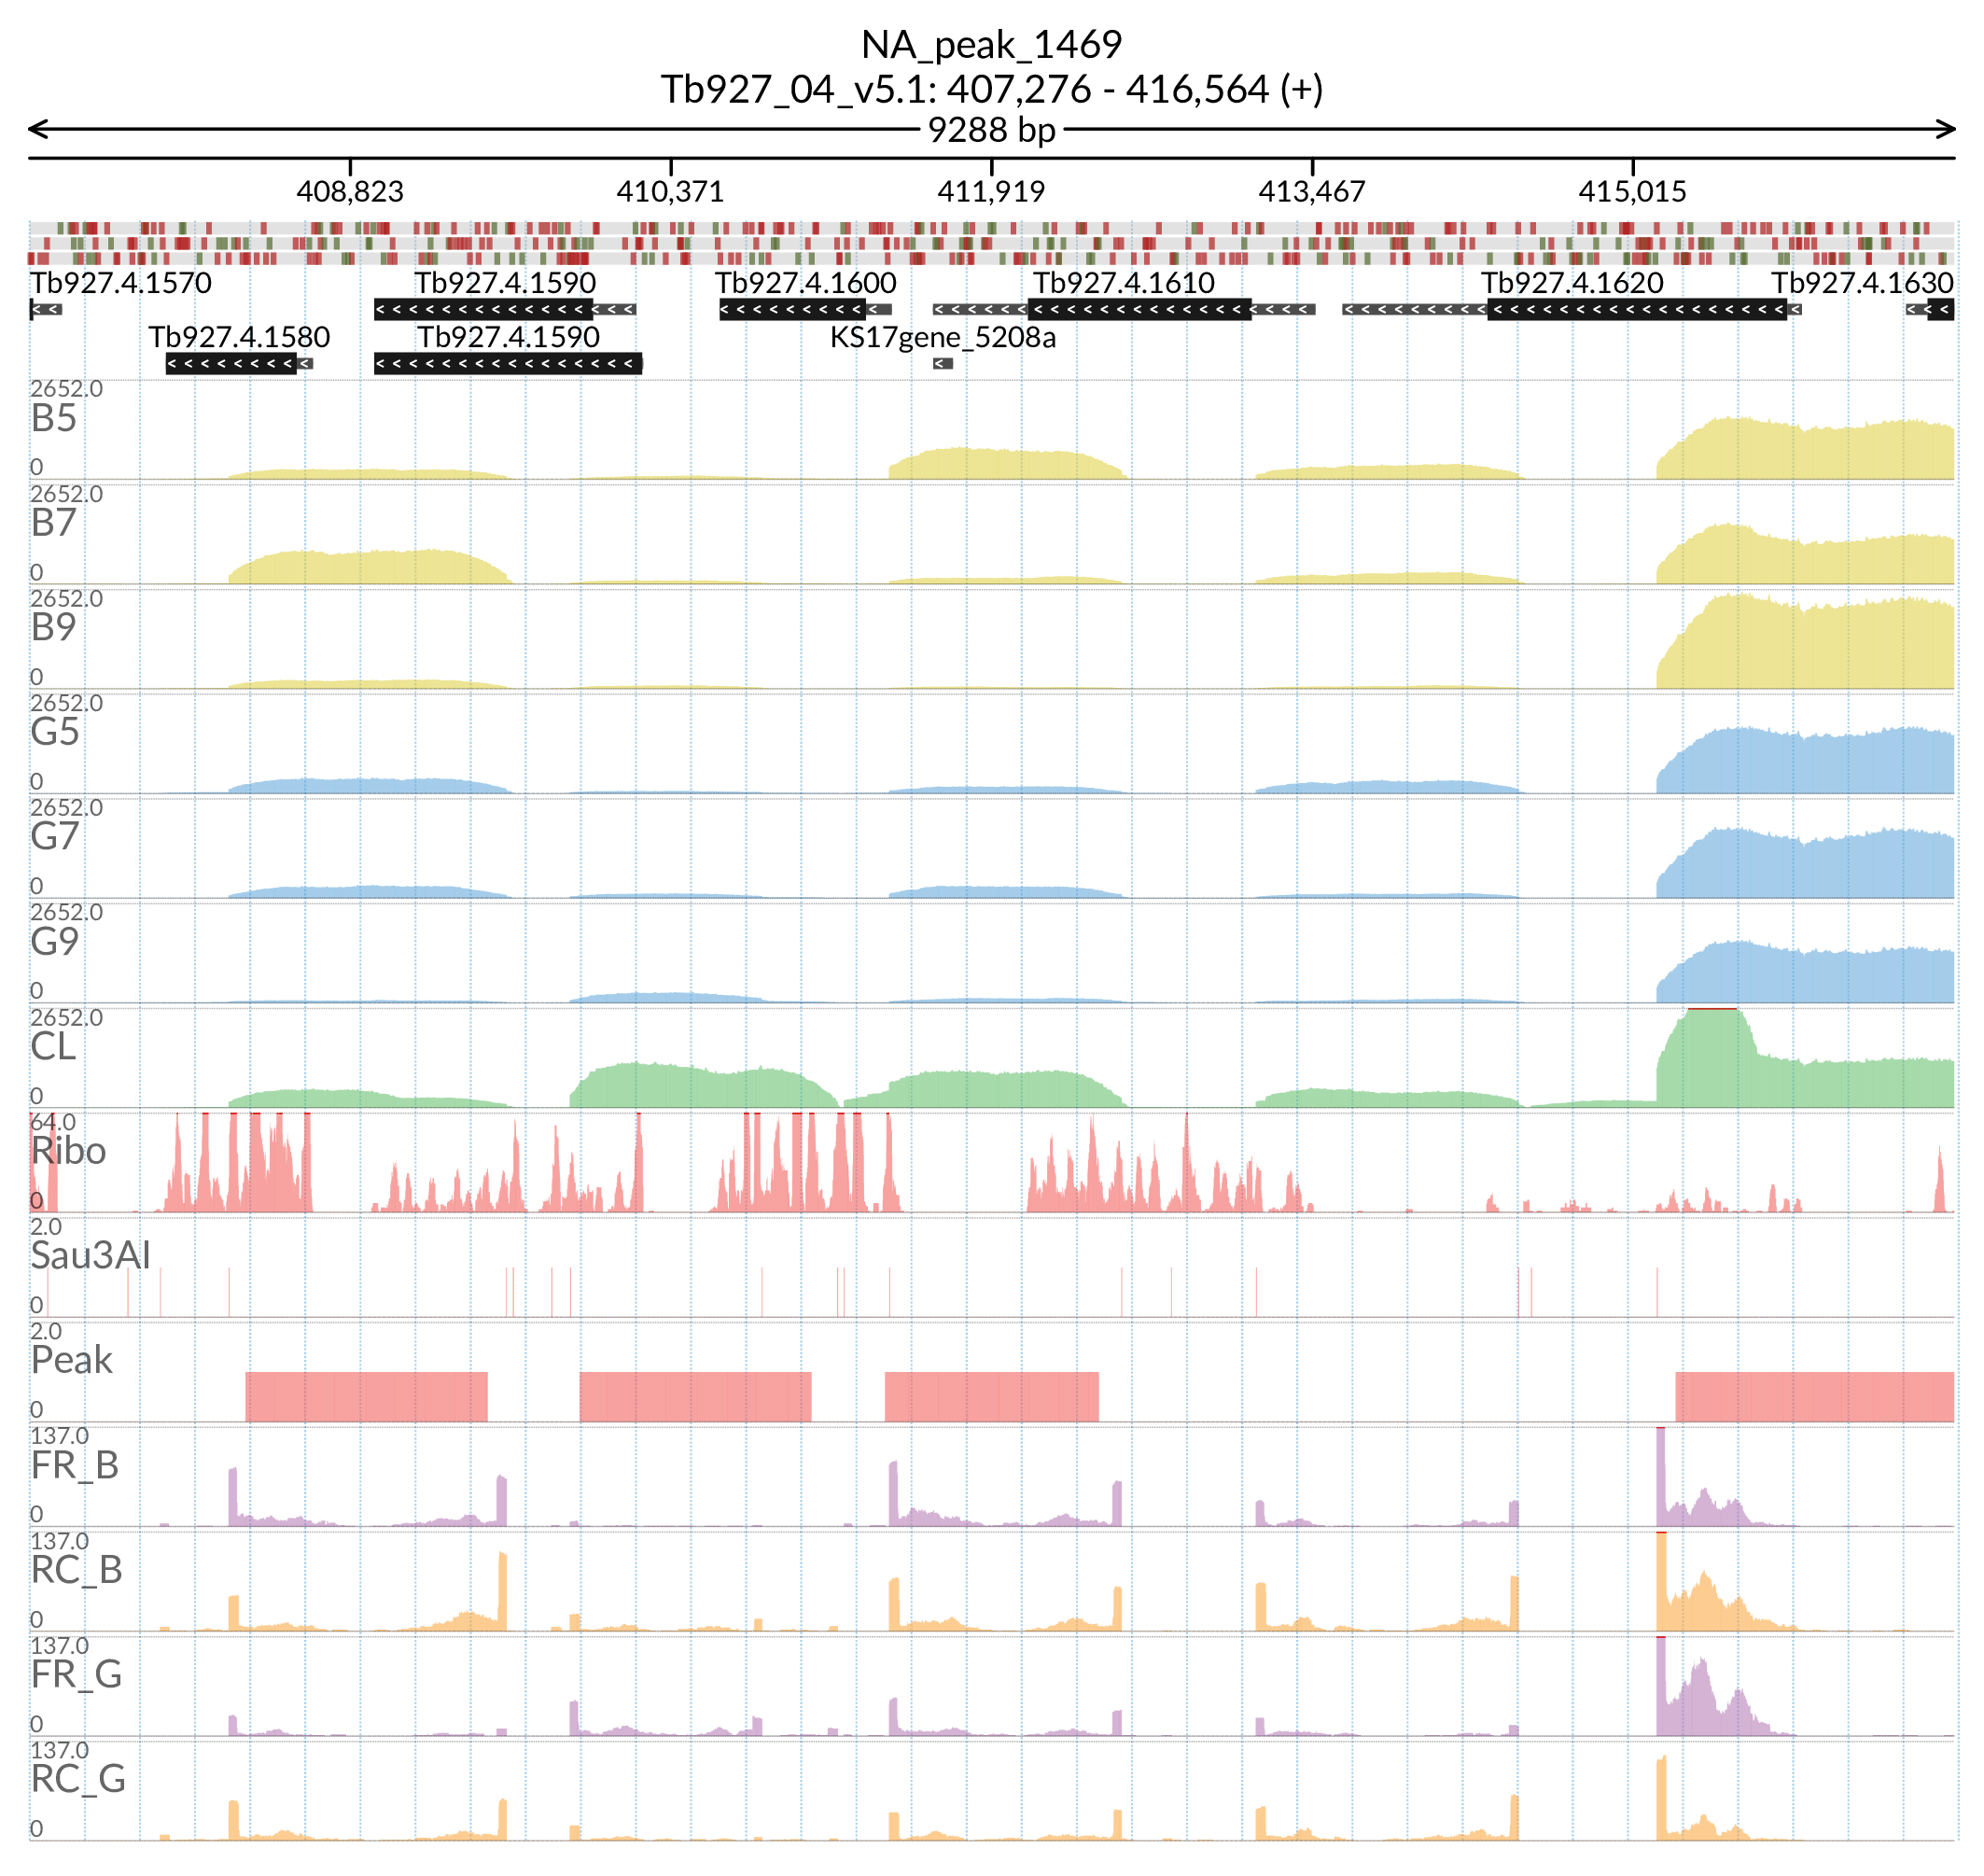 NA_peak_1469
Tb927_04_v5.1: 407,276 - 416,564 (+)
9288 bp
408,823 410,371 411,919 413,467 415,015
Tb927.4.1570 Tb927.4.1590 Tb927.4.1600 Tb927.4.1610 Tb927.4.1620 Tb927.4.1630
Tb927.4.1580 Tb927.4.1590 KS17gene_5208a
2652.0
B5
0
2652.0
B7
0
2652.0
B9
0
2652.0
G5
0
2652.0
G7
0
2652.0
G9
0
2652.0
CL
0
64.0
Ribo
0
2.0
Sau3AI
0
2.0
Peak
0
137.0
FR_B
0
137.0
RC_B
0
137.0
FR_G
0
137.0
RC_G
0